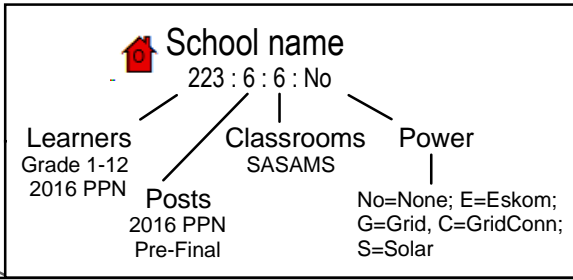 O
School name
223 : 6 : 6 : No
Learners
Grade 1-12
2016 PPN
Posts
2016 PPN
Pre-Final
Classrooms
SASAMS
Power
No=None; E=Eskom;
G=Grid, C=GridConn;
S=Solar